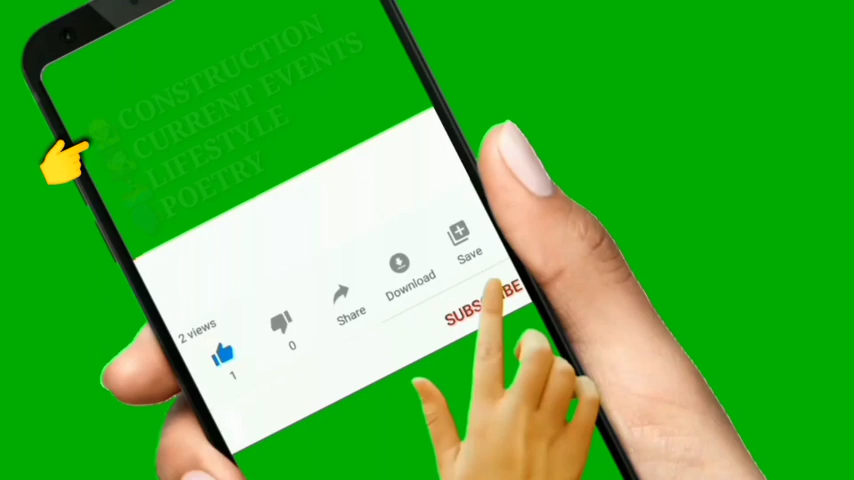 CONSTRUCTION
CURRENT EVENTS
LIFESTYLE
POETRY
2 views
1
0
Share
Download
Save
SUBSCRIBE